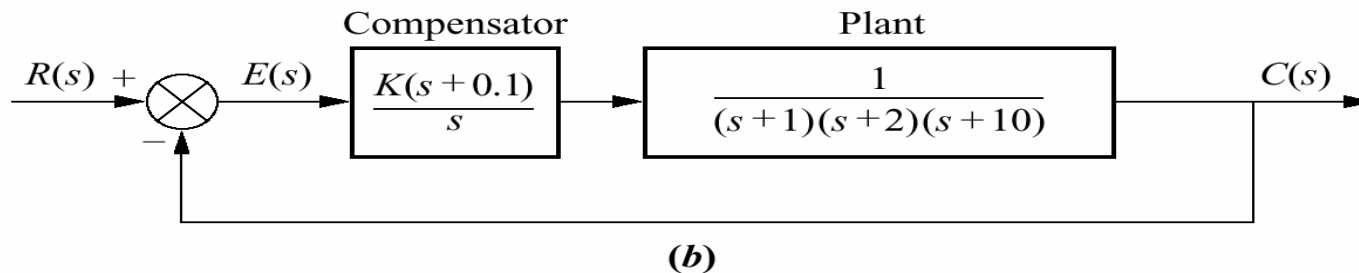 Compensator Plant
R(s) + E(s) K(s + 0.1) 1 C(s)
s (s + 1)(s + 2)(s + 10)
−
(b)